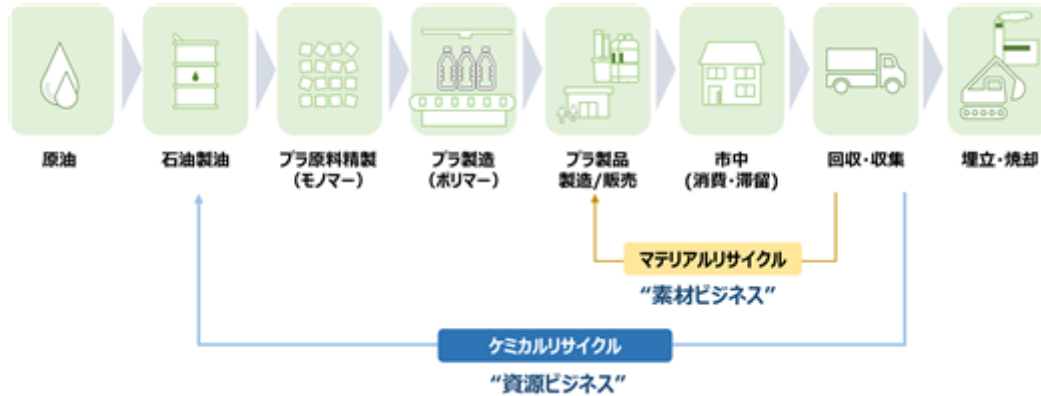 原油
石油製油
プラ原料精製
(モノマー)
プラ製造
(ポリマー)
プラ製品
製造/販売
市中
(消費・滞留)
回収・収集
埋立・焼却
マテリアルリサイクル
“素材ビジネス”
ケミカルリサイクル
“資源ビジネス”